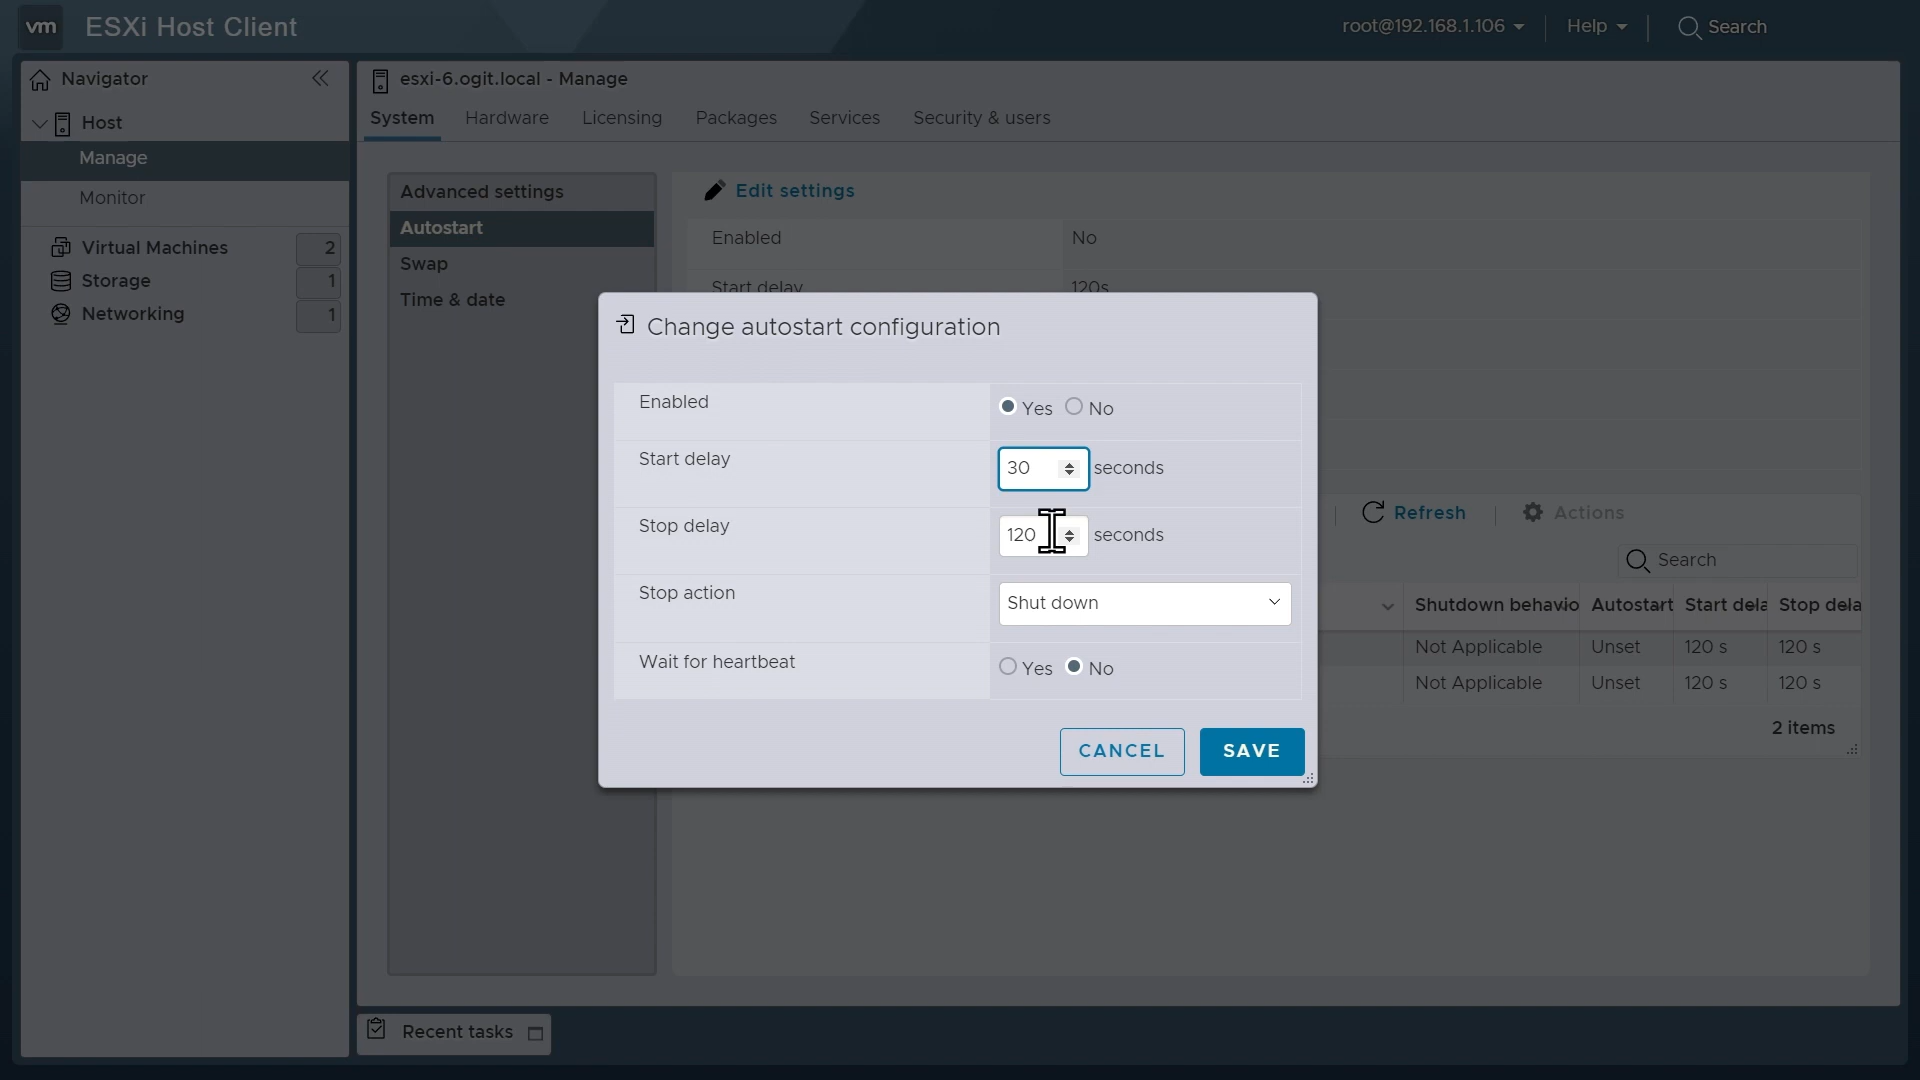 vm ESXi Host Client
root@192.168.1.106 Help Search
Navigator
Host
Manage
Monitor
Virtual Machines 2
Storage 1
Networking 1
esxi-6.ogit.local - Manage
System Hardware Licensing Packages Services Security & users
Advanced settings
Autostart
Swap
Time & date
Edit settings
Enabled No
Start delay 120s
Change autostart configuration
Enabled Yes No
Start delay 30 seconds
Stop delay 120 seconds
Stop action Shut down
Wait for heartbeat Yes No
CANCEL SAVE
Refresh Actions
Search
Shutdown behavio Autostart Start dela Stop dela
Not Applicable Unset 120 s 120 s
Not Applicable Unset 120 s 120 s
2 items
Recent tasks